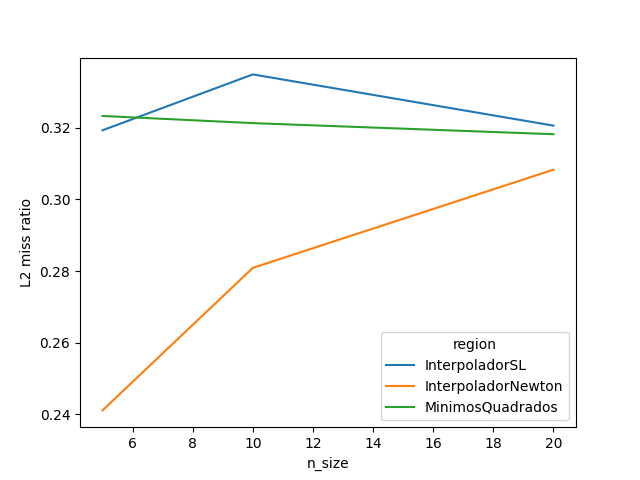 0.32
0.30
0.28
0.26
0.24
L2 miss ratio
6
8
10
12
14
16
18
20
n_size
region
InterpoladorSL
InterpoladorNewton
MinimosQuadrados